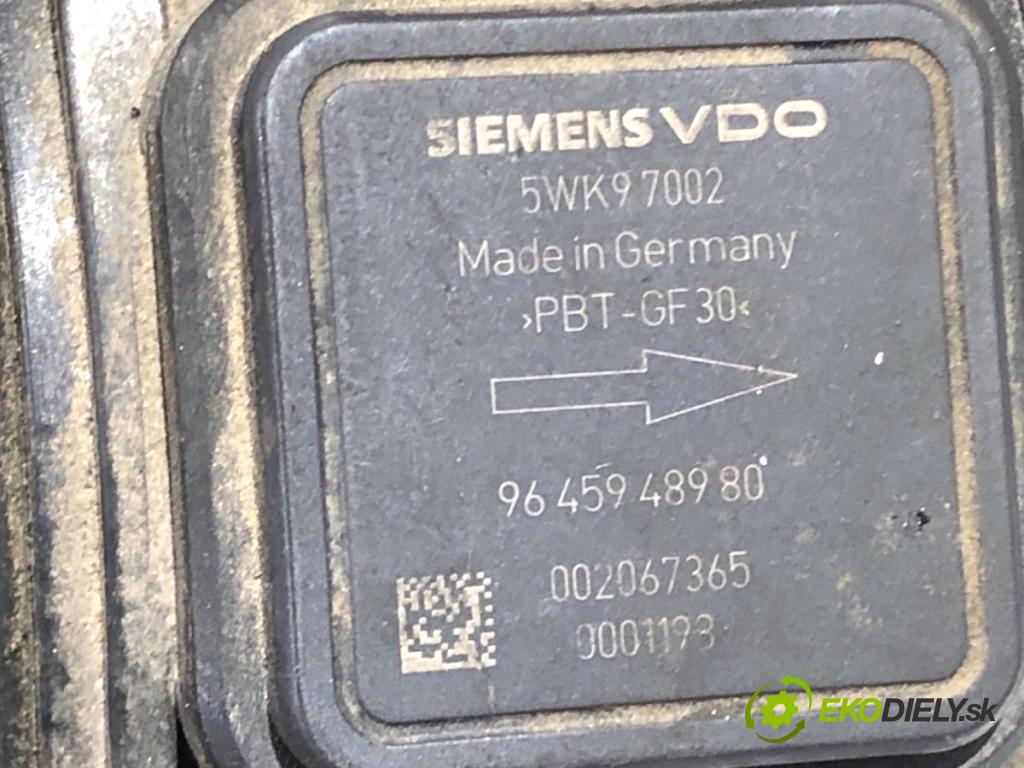 SIEMENS VDO
5WK9 7002
Made in Germany
>PBT-GF30<
96 459 489 80
002067365
0001193
EKODIELY.sk